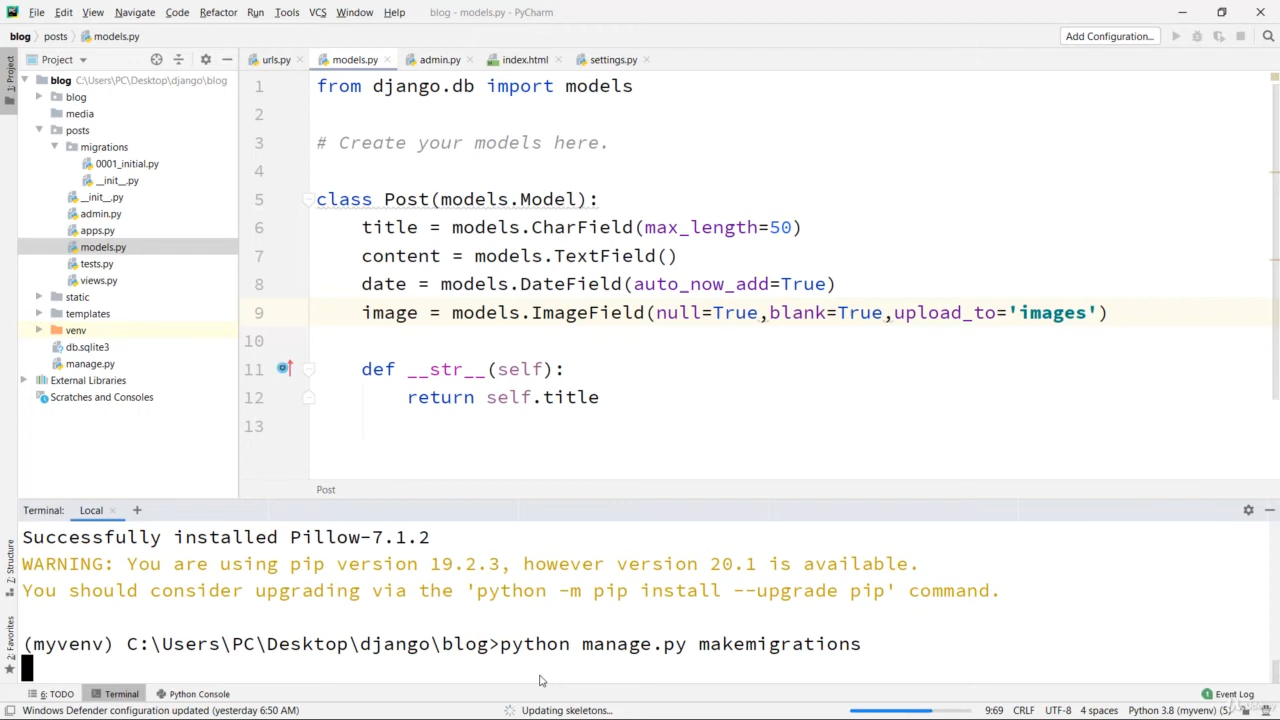 File Edit View Navigate Code Refactor Run Tools VCS Window Help blog - models.py - PyCharm
blog posts models.py Add Configuration...
1: Project
Project
urls.py models.py admin.py index.html settings.py
blog C:\Users\PC\Desktop\django\blog
blog
media
posts
migrations
0001_initial.py
__init__.py
__init__.py
admin.py
apps.py
models.py
tests.py
views.py
static
templates
venv
db.sqlite3
manage.py
External Libraries
Scratches and Consoles
1 from django.db import models
2
3 # Create your models here.
4
5 class Post(models.Model):
6 title = models.CharField(max_length=50)
7 content = models.TextField()
8 date = models.DateField(auto_now_add=True)
9 image = models.ImageField(null=True,blank=True,upload_to='images')
10
11 def __str__(self):
12 return self.title
13
Post
Terminal: Local
Successfully installed Pillow-7.1.2
WARNING: You are using pip version 19.2.3, however version 20.1 is available.
You should consider upgrading via the 'python -m pip install --upgrade pip' command.
(myvenv) C:\Users\PC\Desktop\django\blog>python manage.py makemigrations
7: Structure
2: Favorites
6: TODO Terminal Python Console 1 Event Log
Windows Defender configuration updated (yesterday 6:50 AM) Updating skeletons... 9:69 CRLF UTF-8 4 spaces Python 3.8 (myvenv)